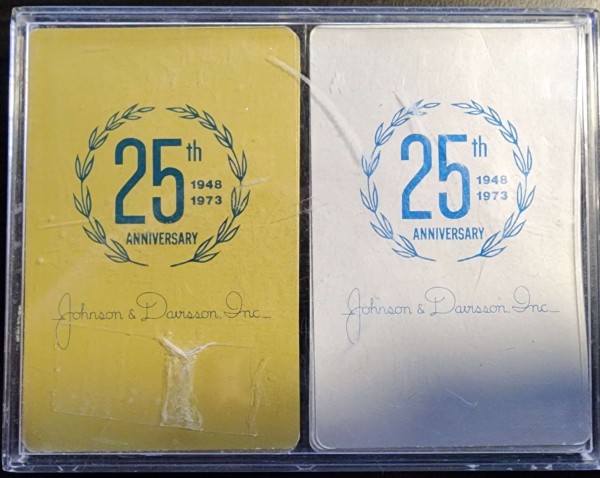 25th
1948
1973
ANNIVERSARY
Johnson & Davisson, Inc.
25th
1948
1973
ANNIVERSARY
Johnson & Davisson, Inc.